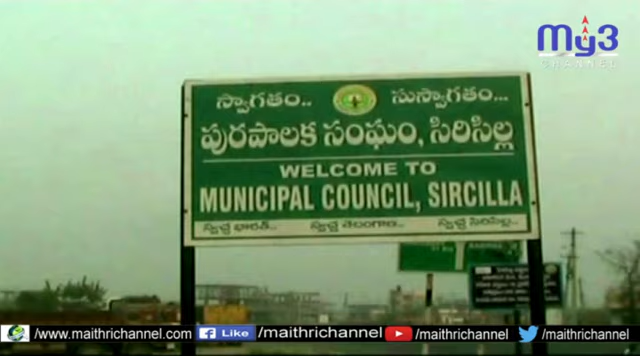 My3
CHANNEL
స్వాగతం.. సుస్వాగతం...
పురపాలక సంఘం, సిరిసిల్ల
WELCOME TO
MUNICIPAL COUNCIL, SIRCILLA
స్వచ్ఛ భారత్.. స్వచ్ఛ తెలంగాణ.. స్వచ్ఛ సిరిసిల్ల..
/www.maithrichannel.com Like /maithrichannel /maithrichannel /maithrichannel